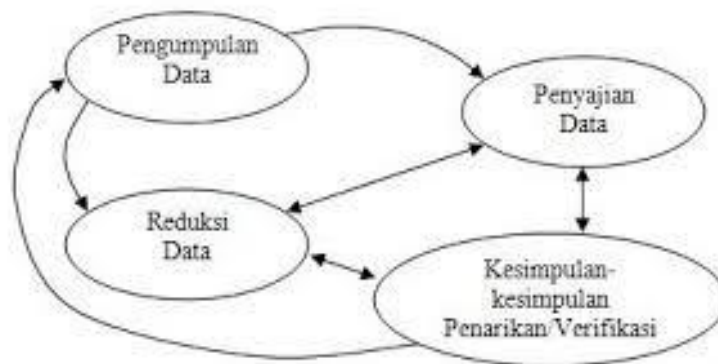 Pengumpulan
Data
Penyajian
Data
Reduksi
Data
Kesimpulan-
kesimpulan
Penarikan/Verifikasi